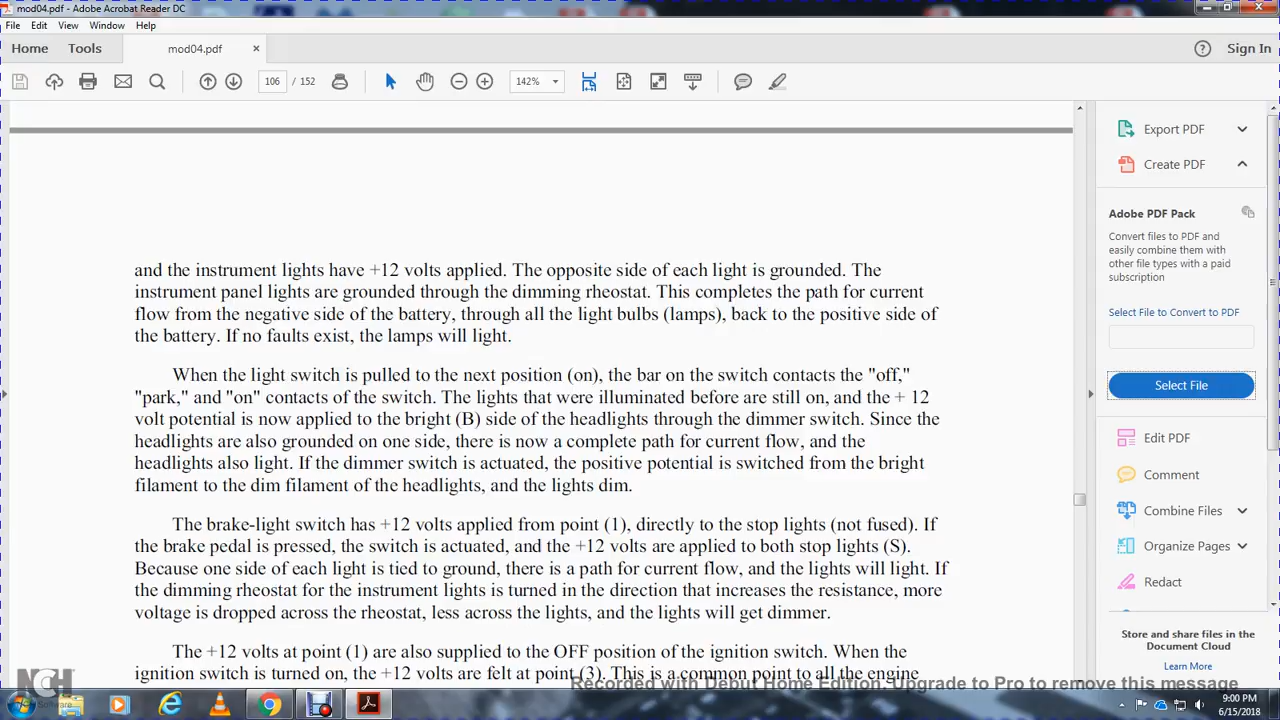 mod04.pdf - Adobe Acrobat Reader DC
File Edit View Window Help
Home Tools mod04.pdf × ? Sign In
106 / 152 142%
and the instrument lights have +12 volts applied. The opposite side of each light is grounded. The
instrument panel lights are grounded through the dimming rheostat. This completes the path for current
flow from the negative side of the battery, through all the light bulbs (lamps), back to the positive side of
the battery. If no faults exist, the lamps will light.
When the light switch is pulled to the next position (on), the bar on the switch contacts the "off,"
"park," and "on" contacts of the switch. The lights that were illuminated before are still on, and the + 12
volt potential is now applied to the bright (B) side of the headlights through the dimmer switch. Since the
headlights are also grounded on one side, there is now a complete path for current flow, and the
headlights also light. If the dimmer switch is actuated, the positive potential is switched from the bright
filament to the dim filament of the headlights, and the lights dim.
The brake-light switch has +12 volts applied from point (1), directly to the stop lights (not fused). If
the brake pedal is pressed, the switch is actuated, and the +12 volts are applied to both stop lights (S).
Because one side of each light is tied to ground, there is a path for current flow, and the lights will light. If
the dimming rheostat for the instrument lights is turned in the direction that increases the resistance, more
voltage is dropped across the rheostat, less across the lights, and the lights will get dimmer.
The +12 volts at point (1) are also supplied to the OFF position of the ignition switch. When the
ignition switch is turned on, the +12 volts are felt at point (3). This is a common point to all the engine
Export PDF
Create PDF
Adobe PDF Pack
Convert files to PDF and
easily combine them with
other file types with a paid
subscription
Select File to Convert to PDF
Select File
Edit PDF
Comment
Combine Files
Organize Pages
Redact
Store and share files in the
Document Cloud
Learn More
NCH
Software
Recorded with Debut Home Edition. Upgrade to Pro to remove this message
9:00 PM
6/15/2018